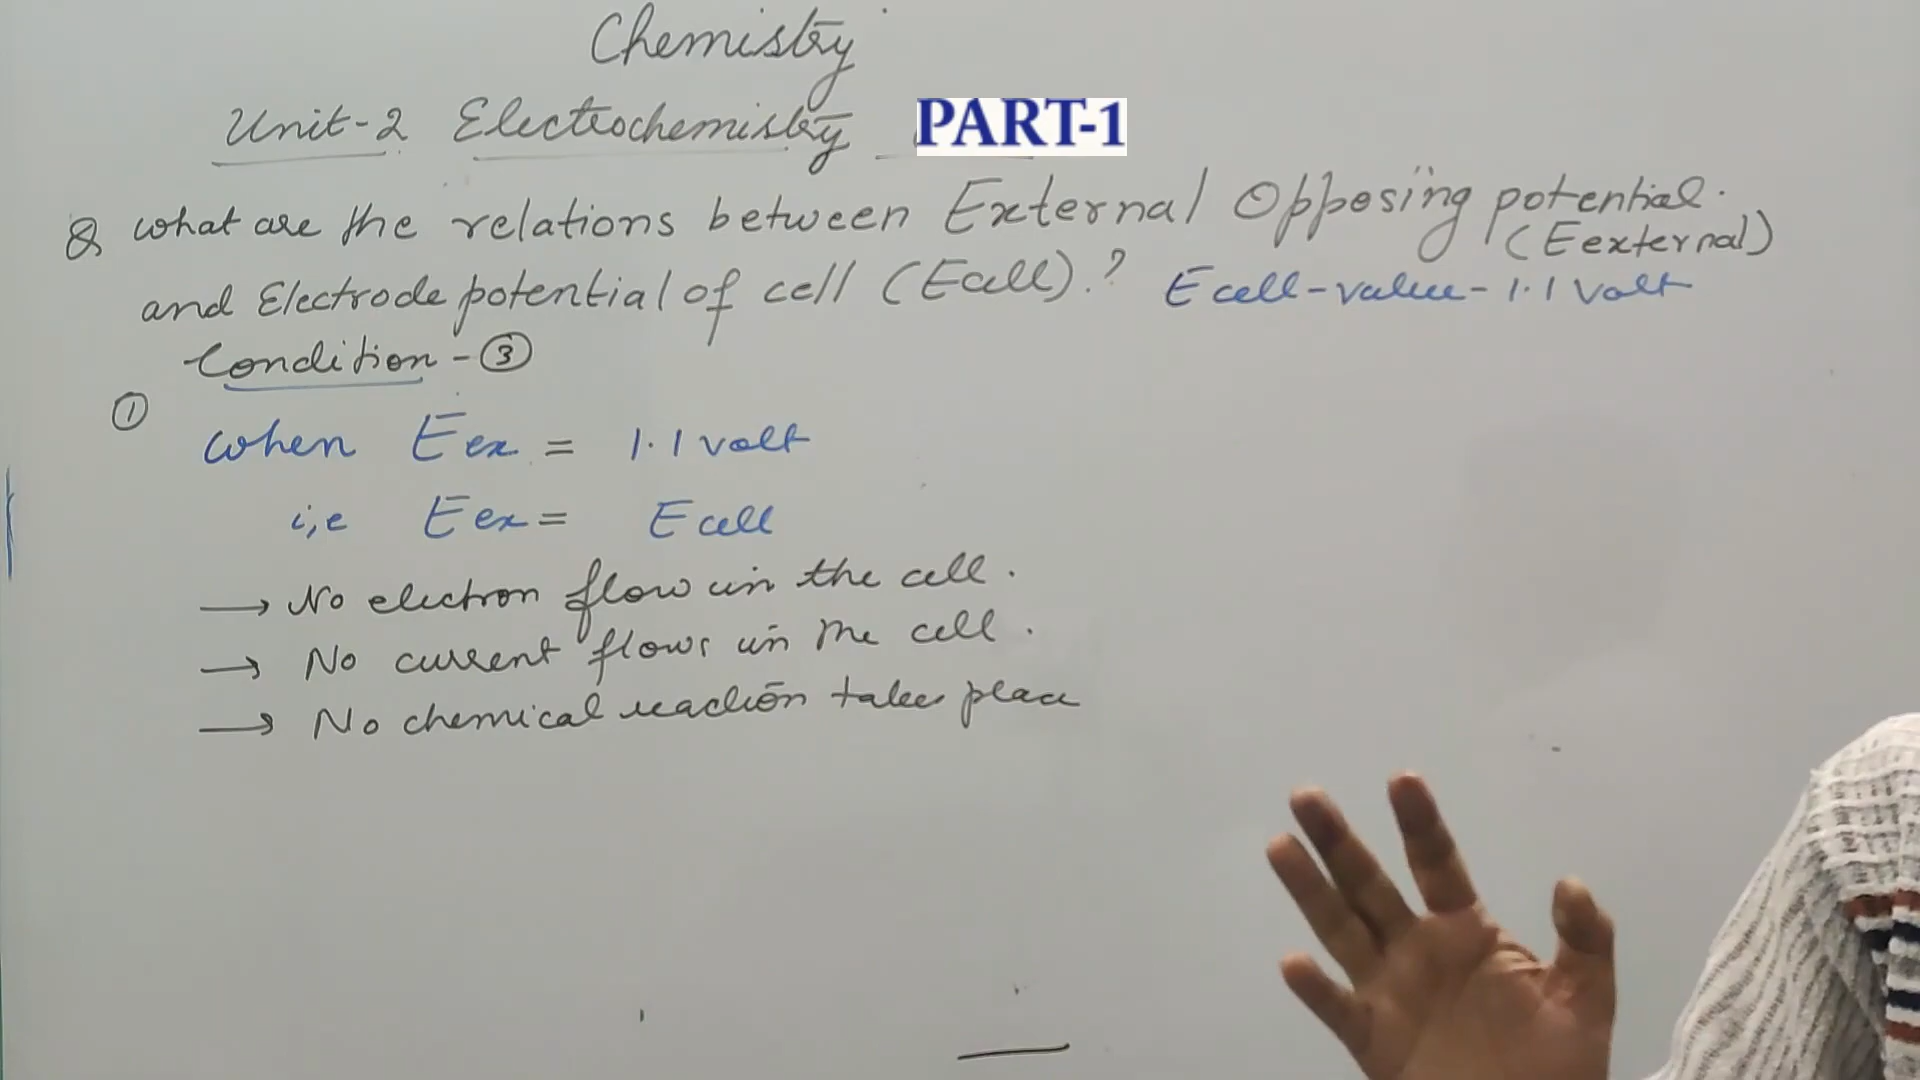 Chemistry
Unit-2 Electrochemistry PART-1
Q what are the relations between External Opposing potential.
(Eexternal)
and Electrode potential of cell (Ecell).? Ecell-value-1.1 Volt
Condition - ③
① when Eex = 1.1 volt
i,e Eex = Ecell
→ No electron flow in the cell.
→ No current flows in the cell.
→ No chemical reaction takes place